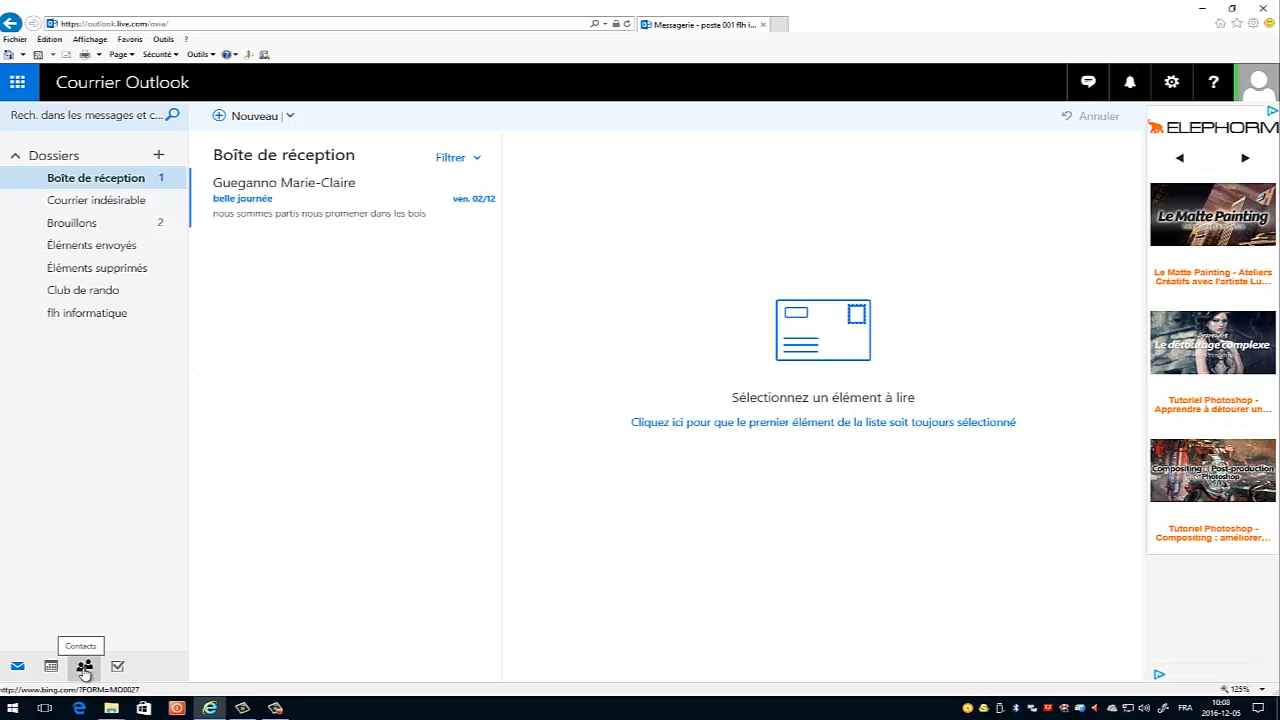 https://outlook.live.com/owa/
Messagerie - poste 001 flh i...
Fichier Édition Affichage Favoris Outils ?
Page Sécurité Outils
Courrier Outlook
?
Rech. dans les messages et c...
Nouveau
Annuler
Dossiers
Boîte de réception 1
Courrier indésirable
Brouillons 2
Éléments envoyés
Éléments supprimés
Club de rando
flh informatique
Boîte de réception
Filtrer
Gueganno Marie-Claire
belle journée ven. 02/12
nous sommes partis nous promener dans les bois
Sélectionnez un élément à lire
Cliquez ici pour que le premier élément de la liste soit toujours sélectionné
ELEPHORM
Le Matte Painting
Le Matte Painting - Ateliers
Créatifs avec l'artiste Lu...
Le détourage complexe
Tutoriel Photoshop -
Apprendre à détourer un...
Compositing Post-production
Photoshop
Tutoriel Photoshop -
Compositing : améliorer...
Contacts
http://www.bing.com/?FORM=MO0027
125%
FRA
10:08
2016-12-05